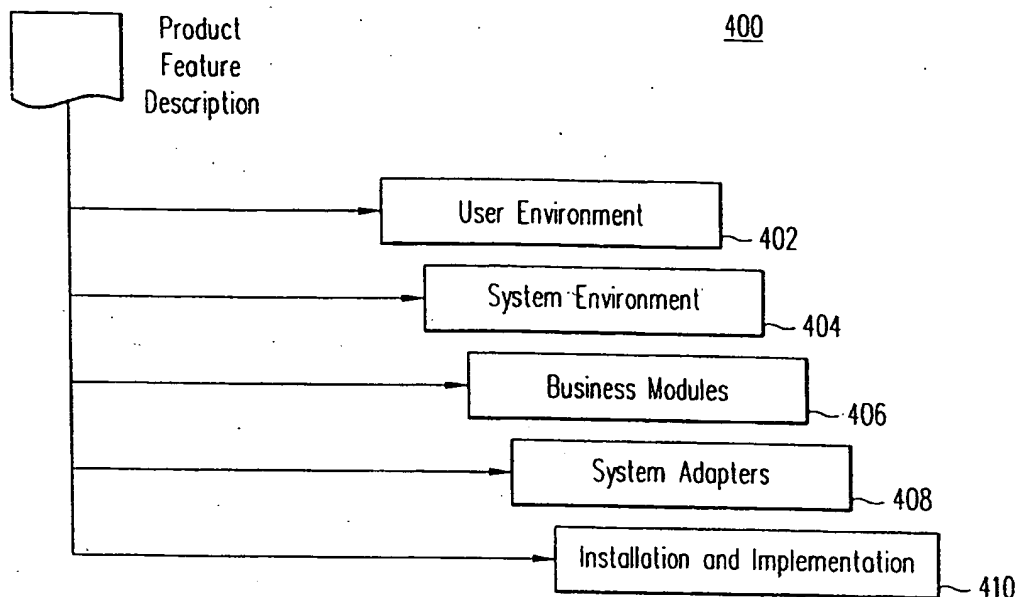 Product
Feature
Description
400
User Environment
402
System Environment
404
Business Modules
406
System Adapters
408
Installation and Implementation
410